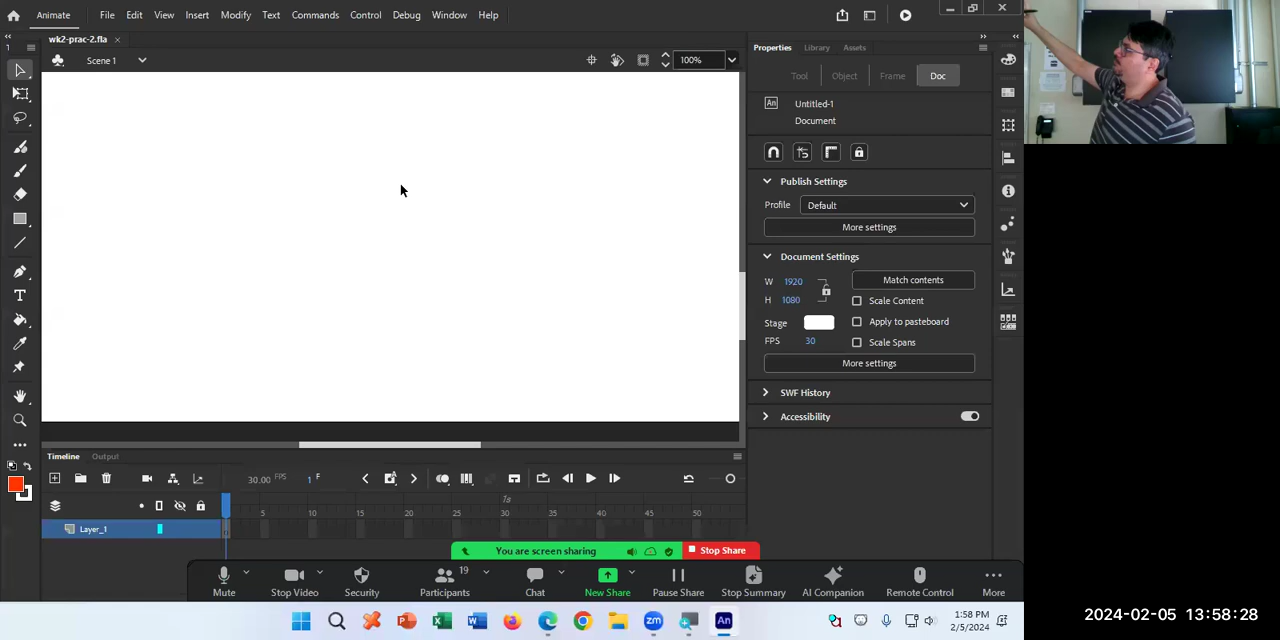 Animate File Edit View Insert Modify Text Commands Control Debug Window Help
wk2-prac-2.fla
Scene 1 100%
Properties Library Assets
Tool Object Frame Doc
An Untitled-1
Document
Publish Settings
Profile Default
More settings
Document Settings
W 1920 Match contents
H 1080 Scale Content
Stage Apply to pasteboard
FPS 30 Scale Spans
More settings
SWF History
Accessibility
Timeline Output
30.00 FPS 1 F
1s
5 10 15 20 25 30 35 40 45 50
Layer_1
You are screen sharing Stop Share
19
Mute Stop Video Security Participants Chat New Share Pause Share Stop Summary AI Companion Remote Control More
1:58 PM
2/5/2024
2024-02-05 13:58:28